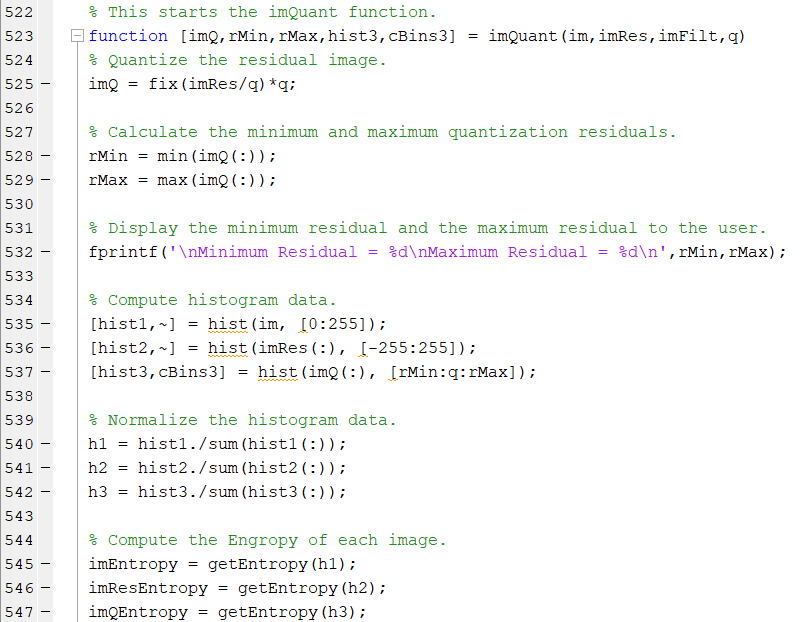 522 % This starts the imQuant function.
523 function [imQ,rMin,rMax,hist3,cBins3] = imQuant(im,imRes,imFilt,q)
524 % Quantize the residual image.
525 – imQ = fix(imRes/q)*q;
526
527 % Calculate the minimum and maximum quantization residuals.
528 – rMin = min(imQ(:));
529 – rMax = max(imQ(:));
530
531 % Display the minimum residual and the maximum residual to the user.
532 – fprintf('\nMinimum Residual = %d\nMaximum Residual = %d\n',rMin,rMax);
533
534 % Compute histogram data.
535 – [hist1,~] = hist(im, [0:255]);
536 – [hist2,~] = hist(imRes(:), [-255:255]);
537 – [hist3,cBins3] = hist(imQ(:), [rMin:q:rMax]);
538
539 % Normalize the histogram data.
540 – h1 = hist1./sum(hist1(:));
541 – h2 = hist2./sum(hist2(:));
542 – h3 = hist3./sum(hist3(:));
543
544 % Compute the Engropy of each image.
545 – imEntropy = getEntropy(h1);
546 – imResEntropy = getEntropy(h2);
547 – imQEntropy = getEntropy(h3);